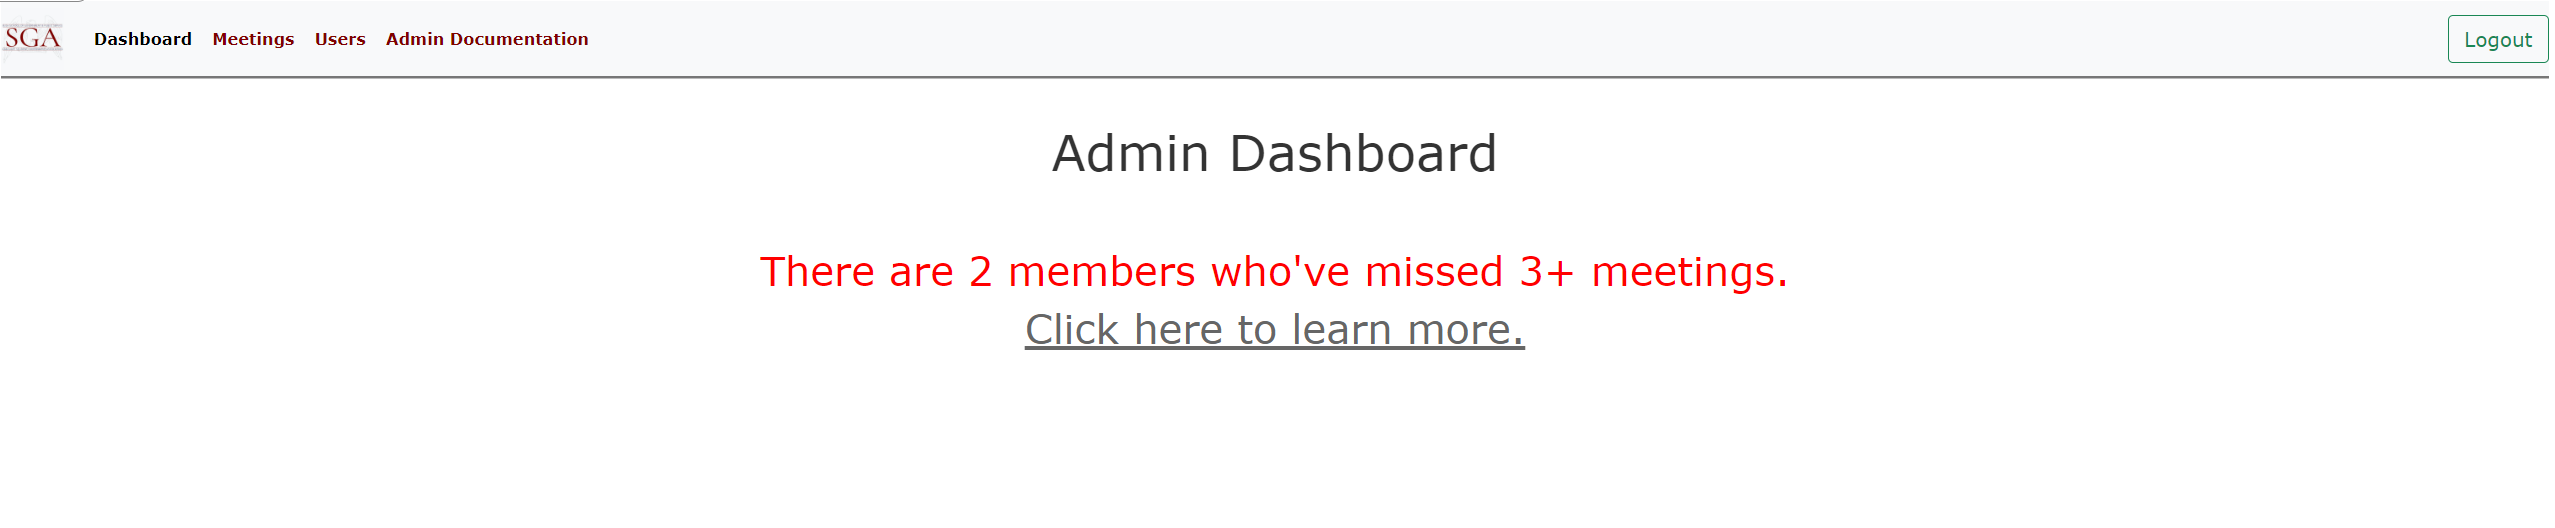 SGA
Dashboard Meetings Users Admin Documentation Logout
Admin Dashboard
There are 2 members who've missed 3+ meetings.
Click here to learn more.